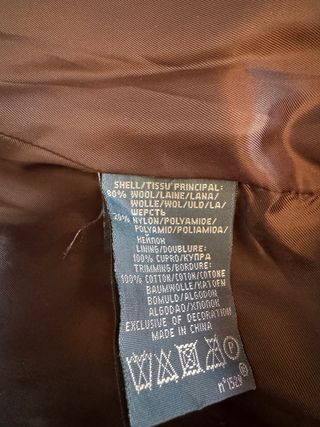 SHELL/TISSU PRINCIPAL:
80% WOOL/LAINE/LANA/
WOLLE/WOL/ULD/LA/
ШЕРСТЬ
20% NYLON/POLYAMIDE/
POLYAMID/POLIAMIDA/
НЕЙЛОН
LINING/DOUBLURE:
100% CUPRO/КУПРА
TRIMMING/BORDURE:
100% COTTON/COTON/COTONE
BAUMWOLLE/KATOEN
BOMULD/ALGODON
ALGODAO/ХЛОПОК
EXCLUSIVE OF DECORATION
MADE IN CHINA
P
n°1529